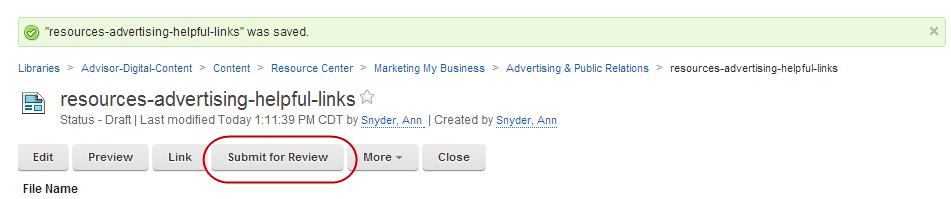 "resources-advertising-helpful-links" was saved.
Libraries > Advisor-Digital-Content > Content > Resource Center > Marketing My Business > Advertising & Public Relations > resources-advertising-helpful-links
resources-advertising-helpful-links
Status - Draft | Last modified Today 1:11:39 PM CDT by Snyder, Ann | Created by Snyder, Ann
Edit Preview Link Submit for Review More Close
File Name